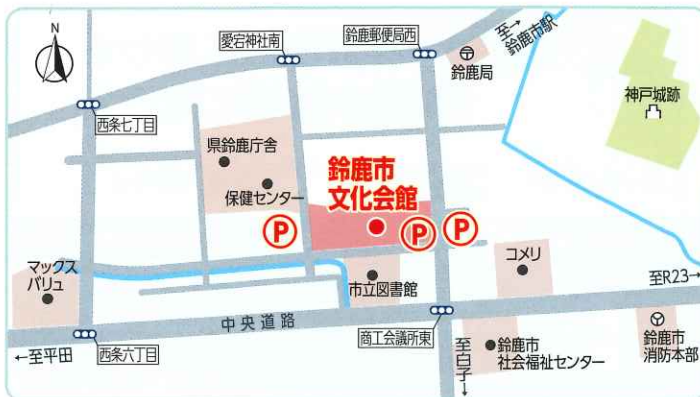 N
愛宕神社南
鈴鹿郵便局西
至→
鈴鹿市駅
鈴鹿局
神戸城跡
西条七丁目
県鈴鹿庁舎
保健センター
鈴鹿市
文化会館
P
P
P
マックス
バリュ
コメリ
市立図書館
至R23→
中央道路
←至平田
西条六丁目
商工会議所東
至白子→
鈴鹿市
社会福祉センター
鈴鹿市
消防本部